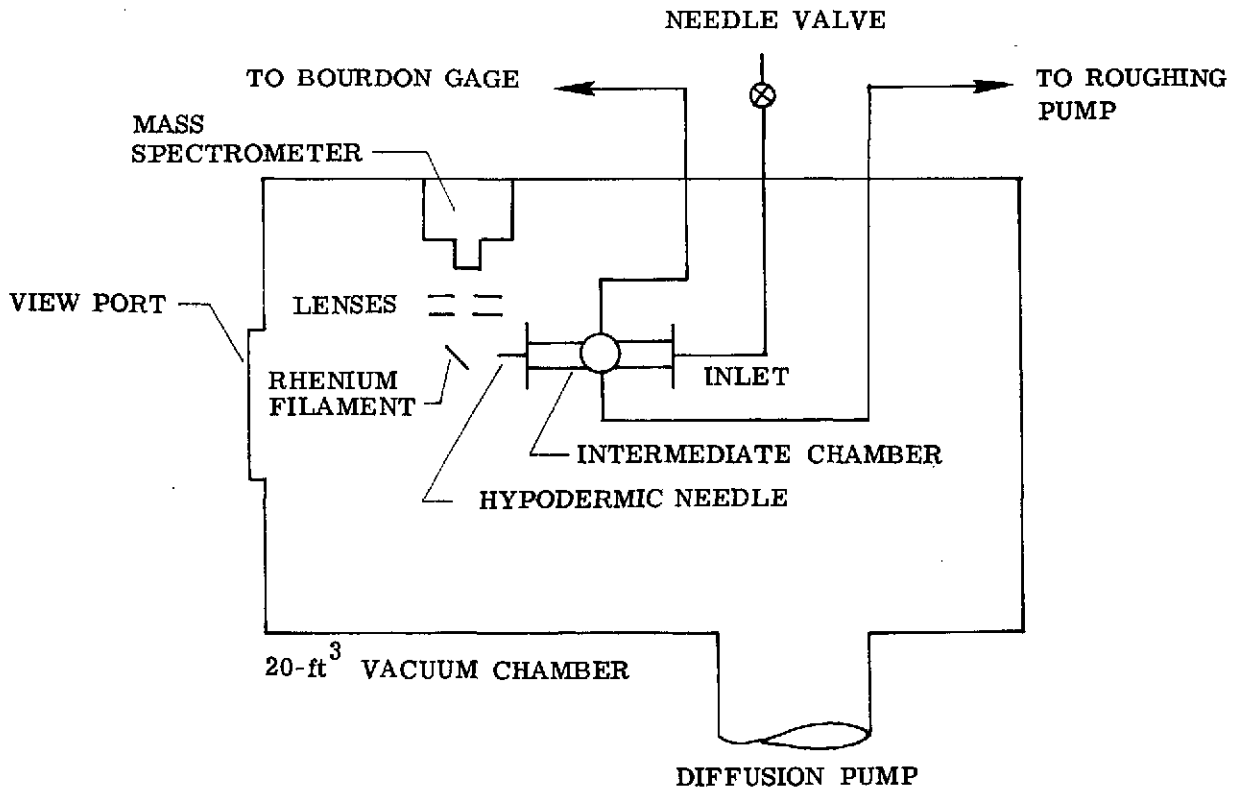 NEEDLE VALVE
TO BOURDON GAGE
TO ROUGHING
PUMP
MASS
SPECTROMETER
VIEW PORT
LENSES
RHENIUM
FILAMENT
INLET
INTERMEDIATE CHAMBER
HYPODERMIC NEEDLE
20-ft³ VACUUM CHAMBER
DIFFUSION PUMP